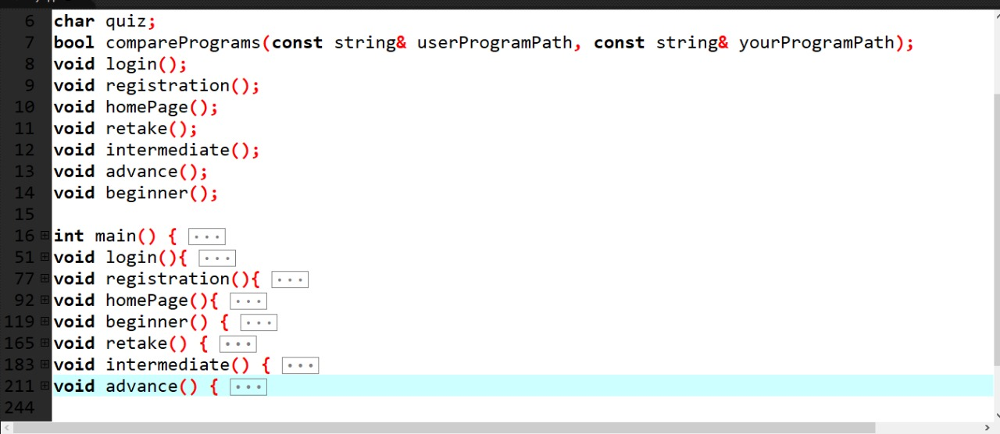 6 char quiz;
7 bool comparePrograms(const string& userProgramPath, const string& yourProgramPath);
8 void login();
9 void registration();
10 void homePage();
11 void retake();
12 void intermediate();
13 void advance();
14 void beginner();
15
16 int main() { ...
51 void login(){ ...
77 void registration(){ ...
92 void homePage(){ ...
119 void beginner() { ...
165 void retake() { ...
183 void intermediate() { ...
211 void advance() { ...
244